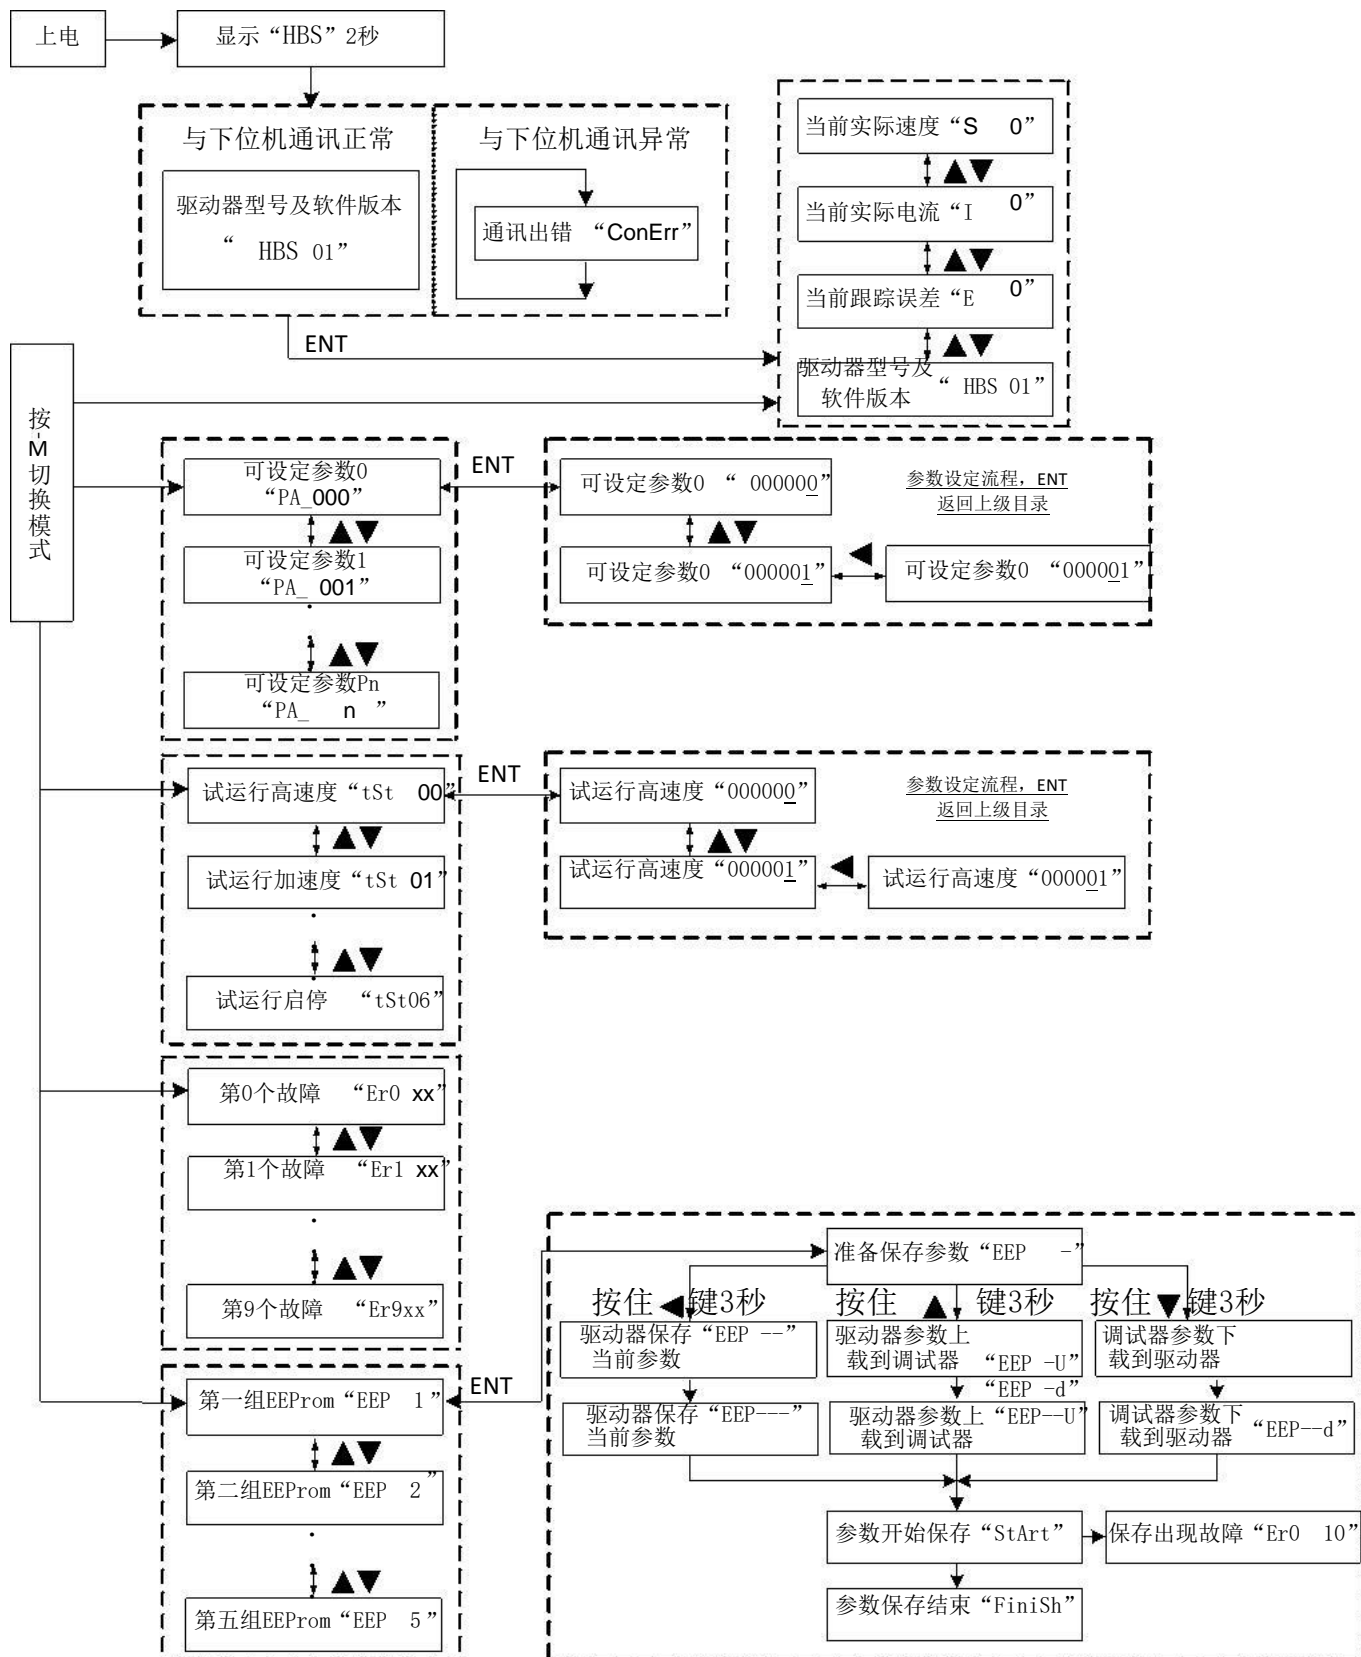 上电
显示“HBS”2秒
与下位机通讯正常
驱动器型号及软件版本
“ HBS 01”
与下位机通讯异常
通讯出错 “ConErr”
当前实际速度“S 0”
▲▼
当前实际电流“I 0”
▲▼
当前跟踪误差“E 0”
▲▼
驱动器型号及
软件版本 “ HBS 01”
ENT
按-M切换模式
可设定参数0
“PA_000”
▲▼
可设定参数1
“PA_ 001”
▲▼
可设定参数Pn
“PA_ n ”
ENT
可设定参数0 “ 000000”
▲▼
可设定参数0 “000001”
◀
可设定参数0 “000001”
参数设定流程, ENT
返回上级目录
试运行高速度“tSt 00”
▲▼
试运行加速度“tSt 01”
▲▼
试运行启停 “tSt06”
ENT
试运行高速度“000000”
▲▼
试运行高速度“000001”
◀
试运行高速度“000001”
参数设定流程, ENT
返回上级目录
第0个故障 “Er0 xx”
▲▼
第1个故障 “Er1 xx”
▲▼
第9个故障 “Er9xx”
第一组EEProm“EEP 1”
▲▼
第二组EEProm“EEP 2”
▲▼
第五组EEProm“EEP 5”
ENT
准备保存参数“EEP -”
按住◀键3秒
按住▲键3秒
按住▼键3秒
驱动器保存“EEP --”
当前参数
驱动器参数上
载到调试器 “EEP -U”
调试器参数下
载到驱动器
“EEP -d”
驱动器保存“EEP---”
当前参数
驱动器参数上“EEP--U”
载到调试器
调试器参数下
载到驱动器 “EEP--d”
参数开始保存“StArt”
保存出现故障“Er0 10”
参数保存结束“FiniSh”